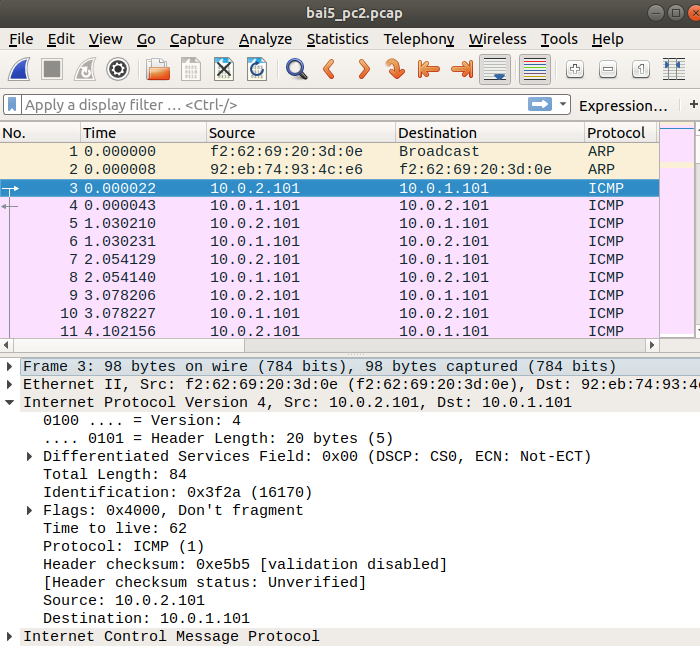 bai5_pc2.pcap
File Edit View Go Capture Analyze Statistics Telephony Wireless Tools Help
Apply a display filter … <Ctrl-/> Expression… +
No. Time Source Destination Protocol
1 0.000000 f2:62:69:20:3d:0e Broadcast ARP
2 0.000008 92:eb:74:93:4c:e6 f2:62:69:20:3d:0e ARP
3 0.000022 10.0.2.101 10.0.1.101 ICMP
4 0.000043 10.0.1.101 10.0.2.101 ICMP
5 1.030210 10.0.2.101 10.0.1.101 ICMP
6 1.030231 10.0.1.101 10.0.2.101 ICMP
7 2.054129 10.0.2.101 10.0.1.101 ICMP
8 2.054140 10.0.1.101 10.0.2.101 ICMP
9 3.078206 10.0.2.101 10.0.1.101 ICMP
10 3.078227 10.0.1.101 10.0.2.101 ICMP
11 4.102156 10.0.2.101 10.0.1.101 ICMP
Frame 3: 98 bytes on wire (784 bits), 98 bytes captured (784 bits)
Ethernet II, Src: f2:62:69:20:3d:0e (f2:62:69:20:3d:0e), Dst: 92:eb:74:93:4
Internet Protocol Version 4, Src: 10.0.2.101, Dst: 10.0.1.101
0100 .... = Version: 4
.... 0101 = Header Length: 20 bytes (5)
Differentiated Services Field: 0x00 (DSCP: CS0, ECN: Not-ECT)
Total Length: 84
Identification: 0x3f2a (16170)
Flags: 0x4000, Don't fragment
Time to live: 62
Protocol: ICMP (1)
Header checksum: 0xe5b5 [validation disabled]
[Header checksum status: Unverified]
Source: 10.0.2.101
Destination: 10.0.1.101
Internet Control Message Protocol